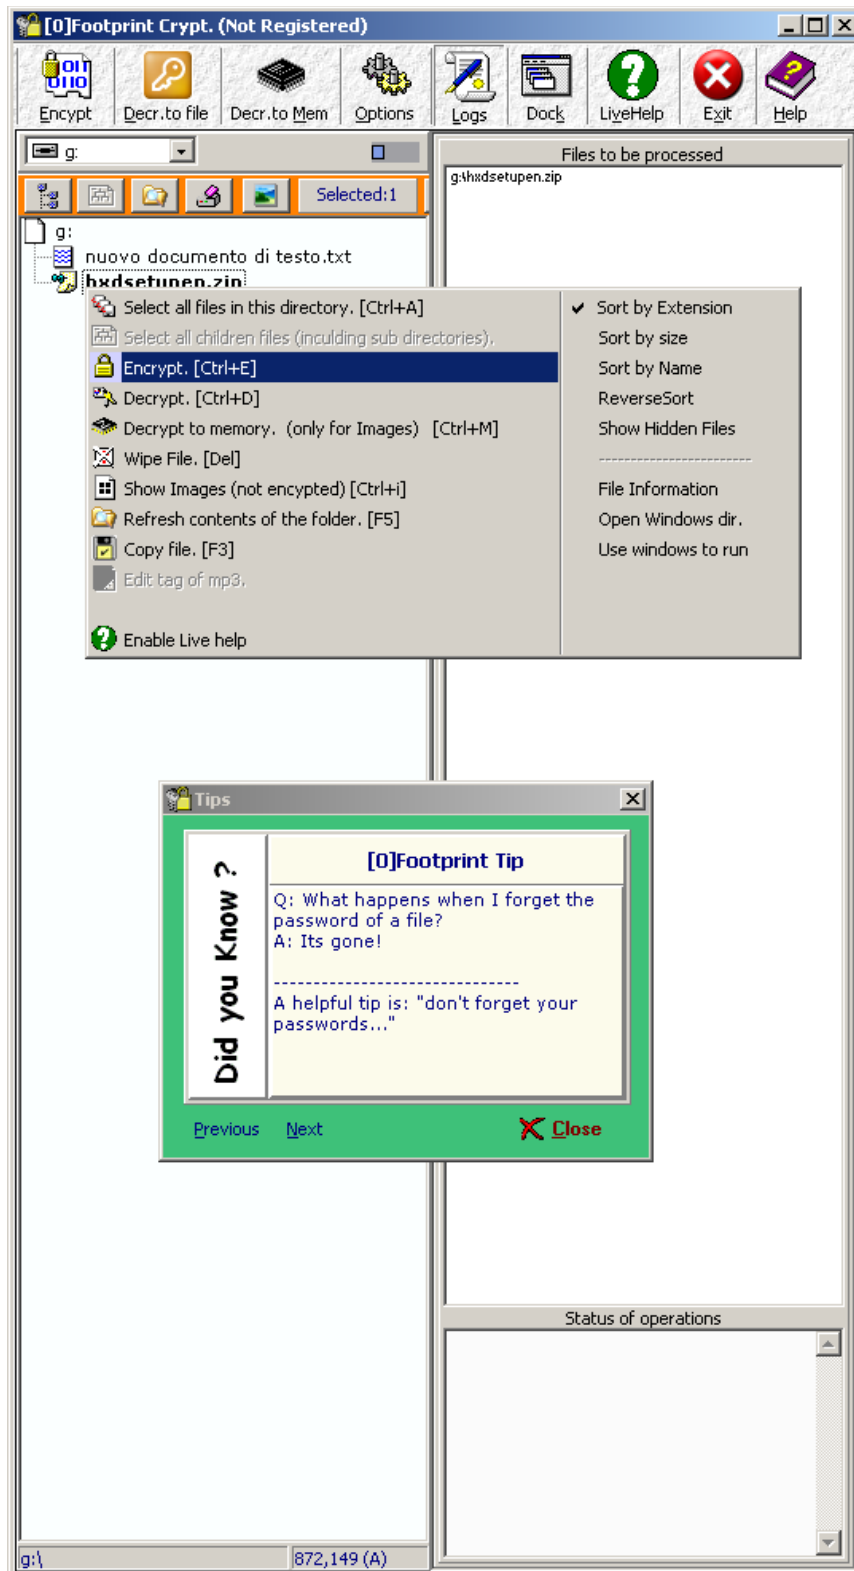 [0]Footprint Crypt. (Not Registered)
Encypt
Decr.to file
Decr.to Mem
Options
Logs
Dock
LiveHelp
Exit
Help
g:
Files to be processed
g:\hxdsetupen.zip
Selected:1
g:
nuovo documento di testo.txt
hxdsetupen.zip
Select all files in this directory. [Ctrl+A]
Select all children files (inculding sub directories).
Encrypt. [Ctrl+E]
Decrypt. [Ctrl+D]
Decrypt to memory. (only for Images) [Ctrl+M]
Wipe File. [Del]
Show Images (not encypted) [Ctrl+i]
Refresh contents of the folder. [F5]
Copy file. [F3]
Edit tag of mp3.
Enable Live help
Sort by Extension
Sort by size
Sort by Name
ReverseSort
Show Hidden Files
------------------------
File Information
Open Windows dir.
Use windows to run
Tips
Did you Know ?
[0]Footprint Tip
Q: What happens when I forget the
password of a file?
A: Its gone!
------------------------------
A helpful tip is: "don't forget your
passwords..."
Previous
Next
Close
Status of operations
g:\
872,149 (A)